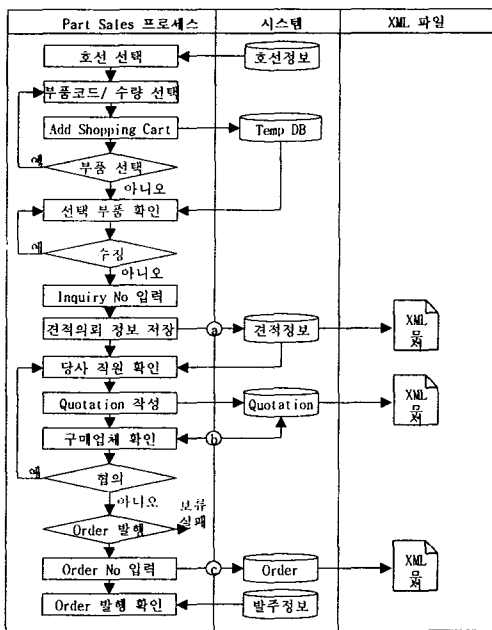 Part Sales 프로세스
시스템
XML 파일
호선 선택
호선정보
부품코드/ 수량 선택
Add Shopping Cart
Temp DB
예
부품 선택
아니오
선택 부품 확인
예
수정
아니오
Inquiry No 입력
견적의뢰 정보 저장
a
견적정보
XML
문서
당사 직원 확인
Quotation 작성
Quotation
XML
문서
구매업체 확인
b
예
협의
아니오
보류
실패
Order 발행
Order No 입력
c
Order
XML
문서
Order 발행 확인
발주정보